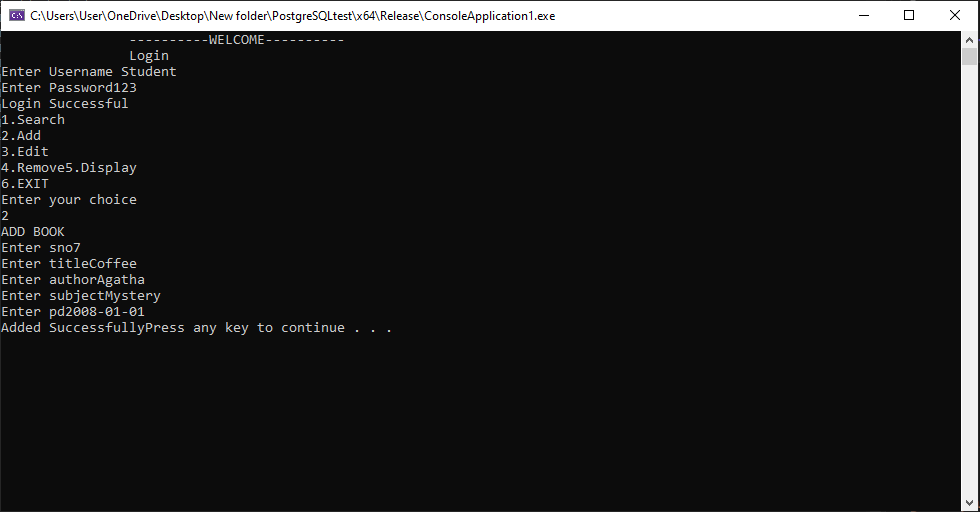 C:\Users\User\OneDrive\Desktop\New folder\PostgreSQLtest\x64\Release\ConsoleApplication1.exe
----------WELCOME----------
Login
Enter Username Student
Enter Password123
Login Successful
1.Search
2.Add
3.Edit
4.Remove5.Display
6.EXIT
Enter your choice
2
ADD BOOK
Enter sno7
Enter titleCoffee
Enter authorAgatha
Enter subjectMystery
Enter pd2008-01-01
Added SuccessfullyPress any key to continue . . .